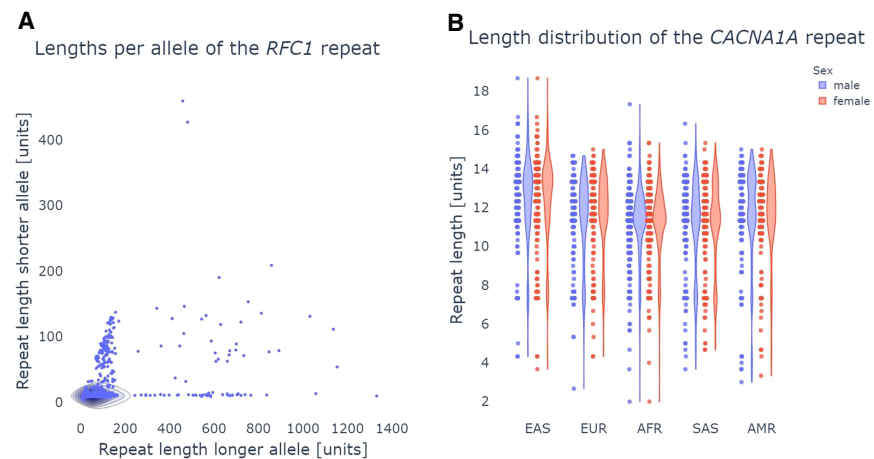 A
Lengths per allele of the RFC1 repeat
Repeat length shorter allele [units]
400
300
200
100
0
0 200 400 600 800 1000 1200 1400
Repeat length longer allele [units]
B
Length distribution of the CACNA1A repeat
Sex
male
female
Repeat length [units]
18
16
14
12
10
8
6
4
2
EAS EUR AFR SAS AMR